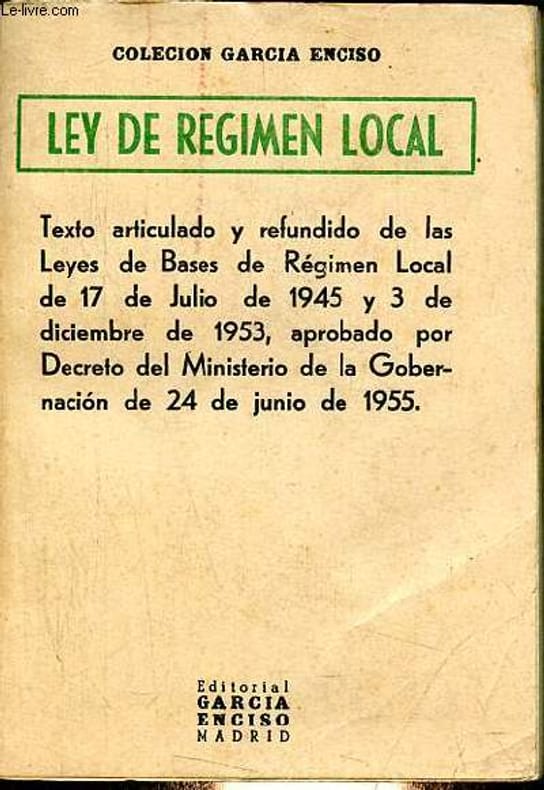 Le-livre.com
COLECION GARCIA ENCISO
LEY DE REGIMEN LOCAL
Texto articulado y refundido de las
Leyes de Bases de Régimen Local
de 17 de Julio de 1945 y 3 de
diciembre de 1953, aprobado por
Decreto del Ministerio de la Gober-
nación de 24 de junio de 1955.
Editorial
GARCIA
ENCISO
MADRID